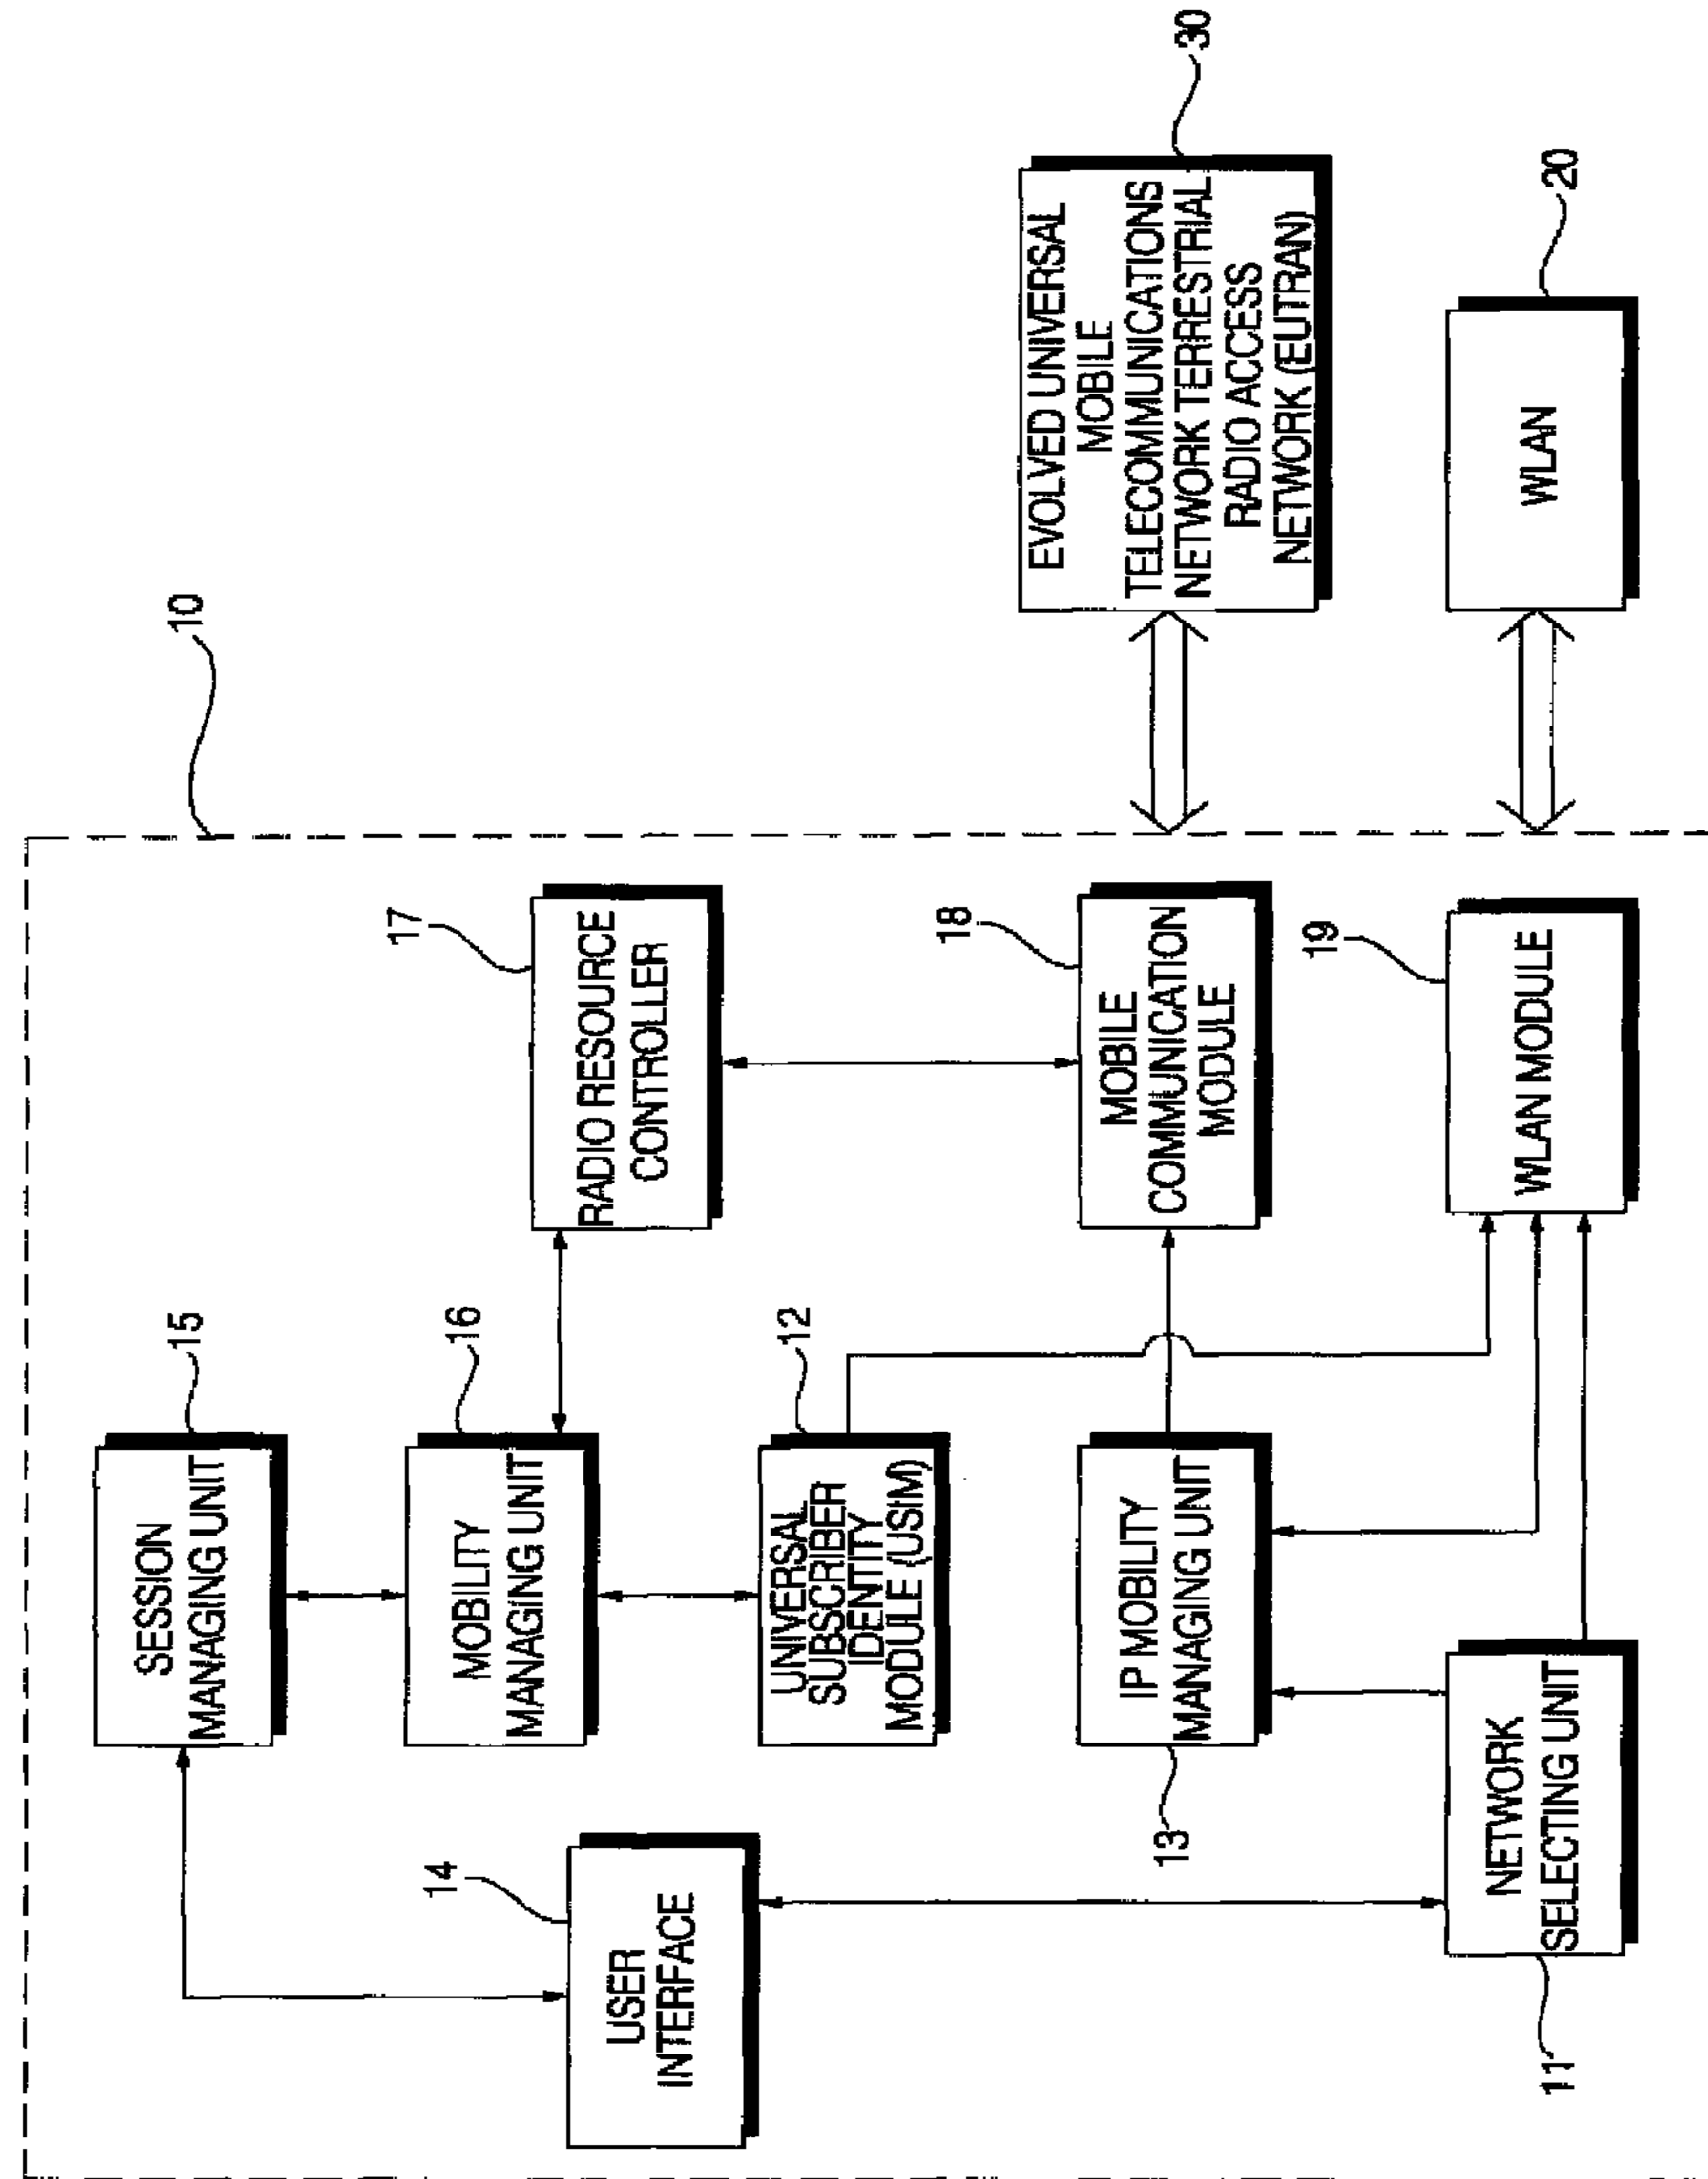 10
15
SESSION
MANAGING UNIT
17
RADIO RESOURCE
CONTROLLER
16
MOBILITY
MANAGING UNIT
14
USER
INTERFACE
12
UNIVERSAL
SUBSCRIBER
IDENTITY
MODULE (USIM)
18
MOBILE
COMMUNICATION
MODULE
30
EVOLVED UNIVERSAL
MOBILE
TELECOMMUNICATIONS
NETWORK TERRESTRIAL
RADIO ACCESS
NETWORK (EUTRAN)
IP MOBILITY
MANAGING UNIT
13
19
WLAN MODULE
20
WLAN
NETWORK
SELECTING UNIT
11